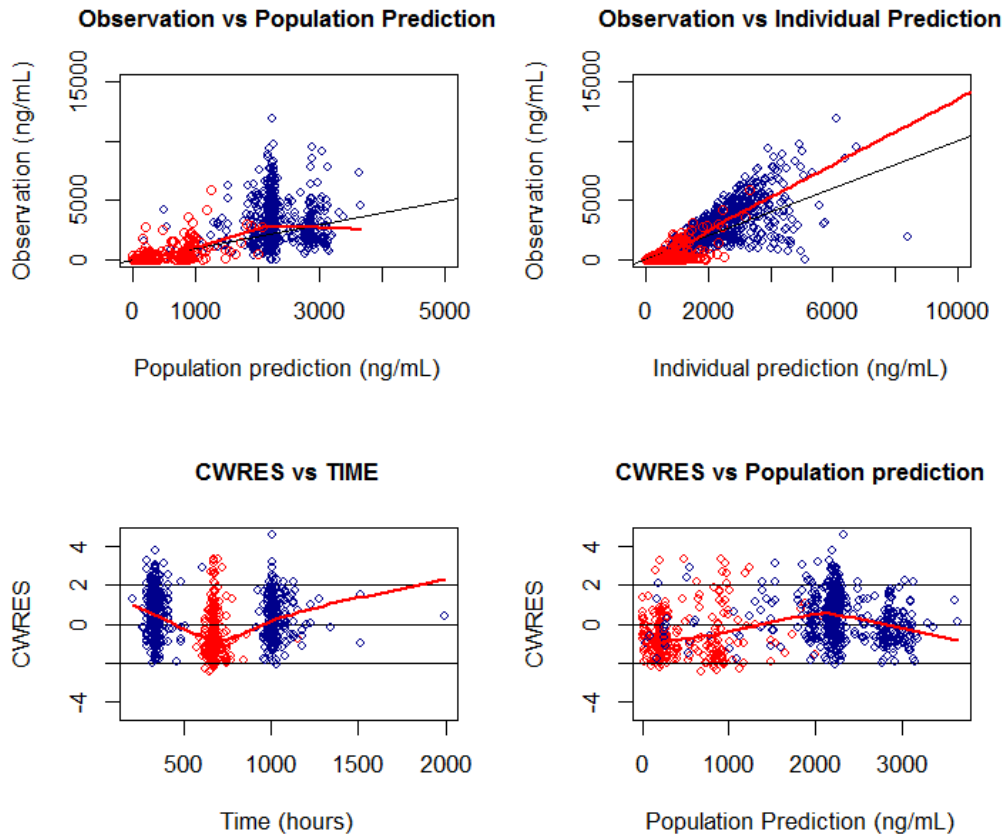 Observation vs Population Prediction
Observation (ng/mL)
15000
5000
0
0 1000 3000 5000
Population prediction (ng/mL)
Observation vs Individual Prediction
Observation (ng/mL)
15000
5000
0
0 2000 6000 10000
Individual prediction (ng/mL)
CWRES vs TIME
CWRES
4
2
0
-4
500 1000 1500 2000
Time (hours)
CWRES vs Population prediction
CWRES
4
2
0
-4
0 1000 2000 3000
Population Prediction (ng/mL)